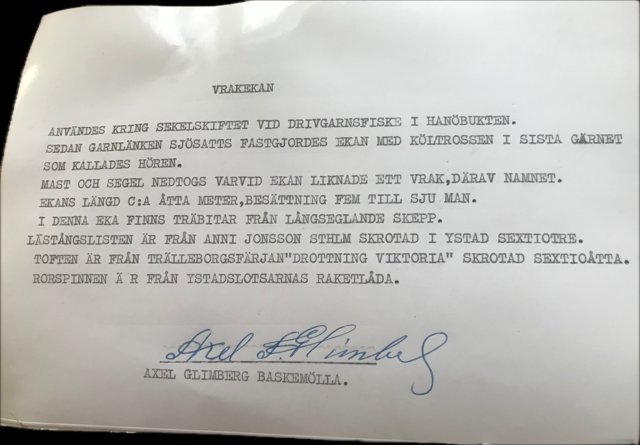 VRAKEKAN
ANVÄNDES KRING SEKELSKIFTET VID DRIVGARNSFISKE I HANÖBUKTEN.
SEDAN GARNLÄNKEN SJÖSATTS FASTGJORDES EKAN MED KÖLTROSSEN I SISTA GARNET
SOM KALLADES HÖREN.
MAST OCH SEGEL NEDTOGS VARVID EKAN LIKNADE ETT VRAK,DÄRAV NAMNET.
EKANS LÄNGD C:A ÅTTA METER,BESÄTTNING FEM TILL SJU MAN.
I DENNA EKA FINNS TRÄBITAR FRÅN LÅNGSEGLANDE SKEPP.
LÄSTÅNGSLISTEN ÄR FRÅN ANNI JONSSON STHLM SKROTAD I YSTAD SEXTIOTRE.
TOFTEN ÄR FRÅN TRÄLLEBORGSFÄRJAN"DROTTNING VIKTORIA" SKROTAD SEXTIOÅTTA.
RORSPINNEN Ä R FRÅN YSTADSLOTSARNAS RAKETLÅDA.
Axel F. Glimberg
AXEL GLIMBERG BASKEMÖLLA.